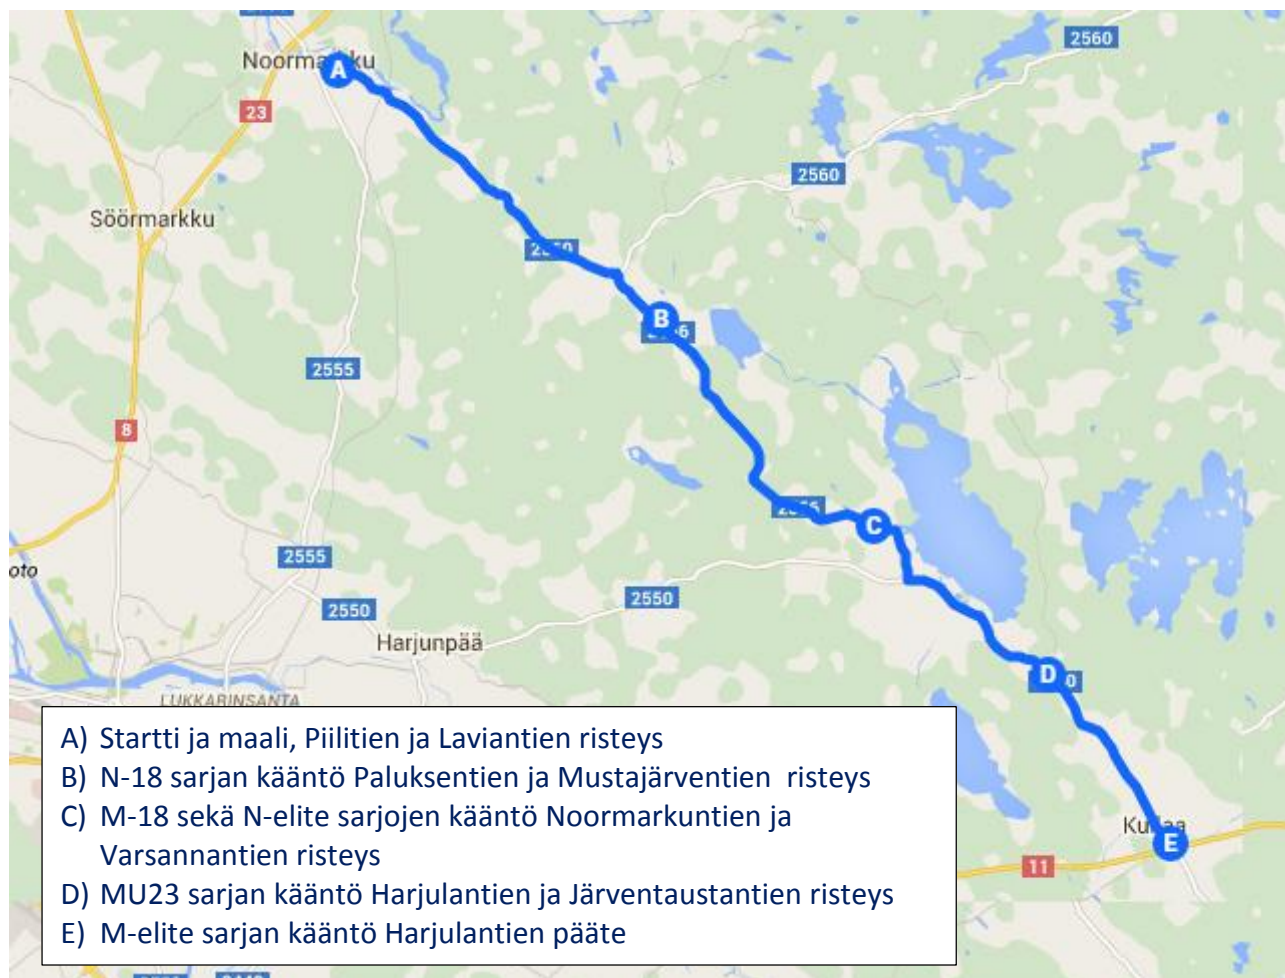 2560
Noormarkku
A
23
2560
Söörmarkku
B
2555
8
C
2555
oto
2550
2550
Harjunpää
D
LUKKARINSANTA
A) Startti ja maali, Piilitien ja Laviantien risteys
B) N-18 sarjan kääntö Paluksentien ja Mustajärventien risteys
C) M-18 sekä N-elite sarjojen kääntö Noormarkuntien ja
Varsannantien risteys
D) MU23 sarjan kääntö Harjulantien ja Järventaustantien risteys
E) M-elite sarjan kääntö Harjulantien pääte
Kullaa
E
11